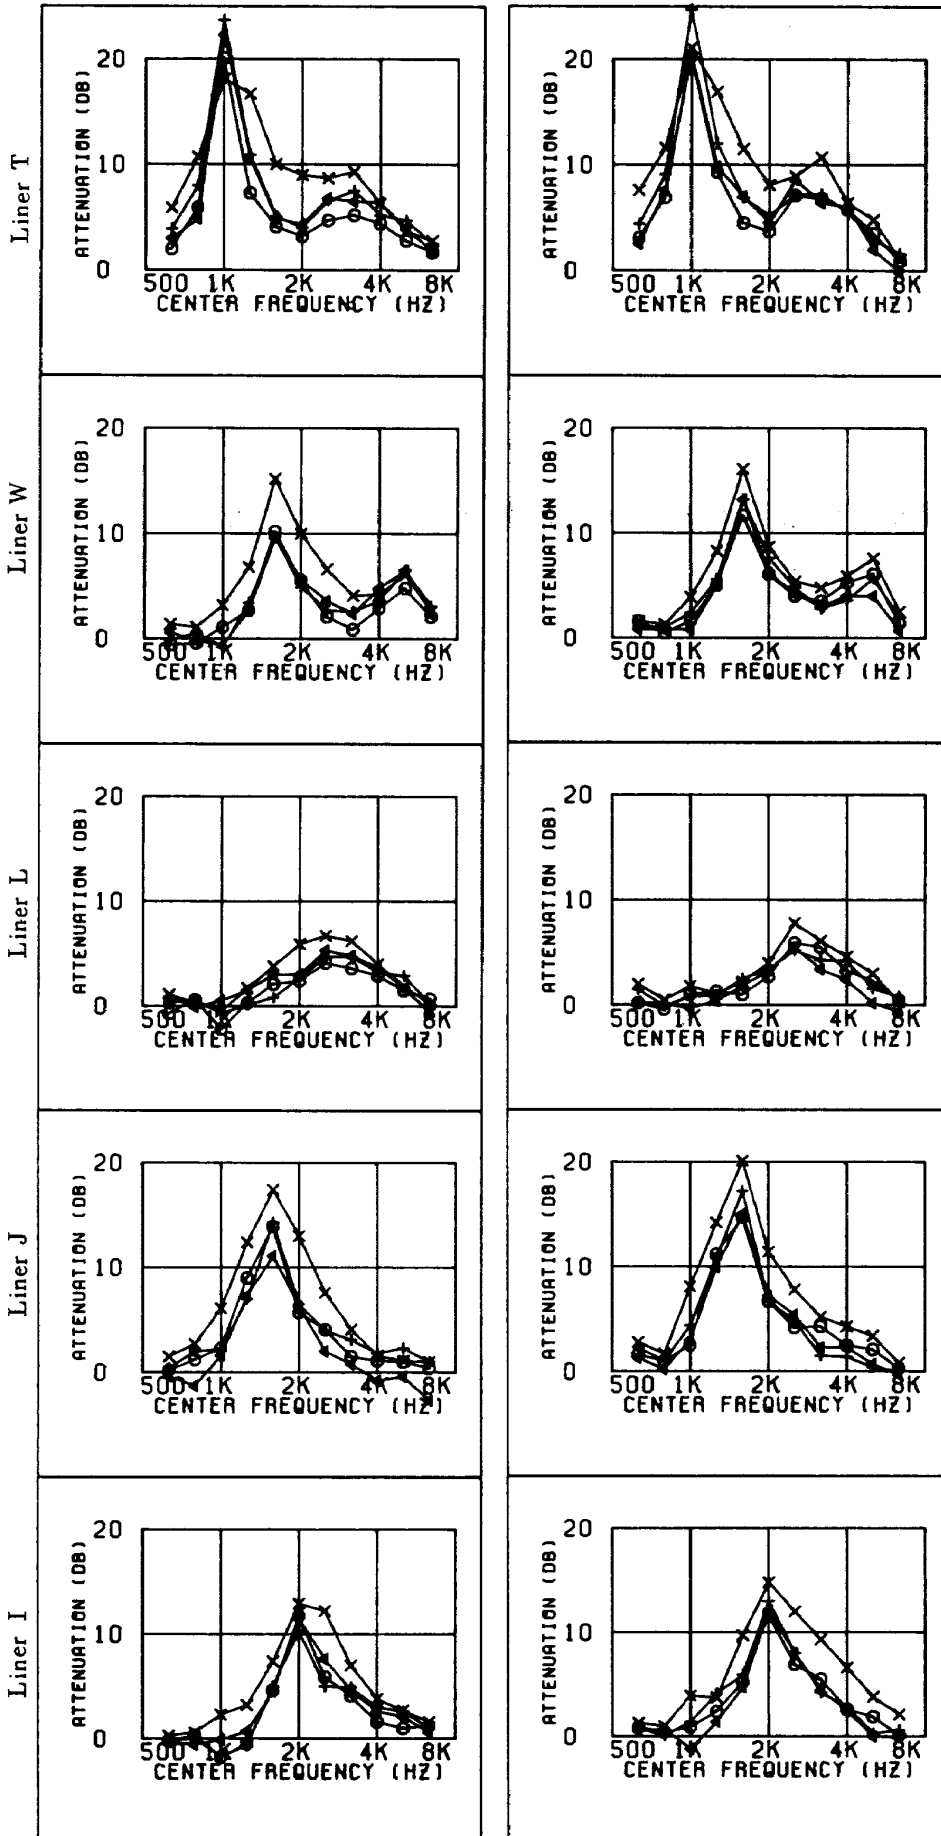 Liner T
ATTENUATION (DB)
20
10
0
500 1K 2K 4K 8K
CENTER FREQUENCY (HZ)
ATTENUATION (DB)
20
10
0
500 1K 2K 4K 8K
CENTER FREQUENCY (HZ)
Liner W
ATTENUATION (DB)
20
10
0
500 1K 2K 4K 8K
CENTER FREQUENCY (HZ)
ATTENUATION (DB)
20
10
0
500 1K 2K 4K 8K
CENTER FREQUENCY (HZ)
Liner L
ATTENUATION (DB)
20
10
0
500 1K 2K 4K 8K
CENTER FREQUENCY (HZ)
ATTENUATION (DB)
20
10
0
500 1K 2K 4K 8K
CENTER FREQUENCY (HZ)
Liner J
ATTENUATION (DB)
20
10
0
500 1K 2K 4K 8K
CENTER FREQUENCY (HZ)
ATTENUATION (DB)
20
10
0
500 1K 2K 4K 8K
CENTER FREQUENCY (HZ)
Liner I
ATTENUATION (DB)
20
10
0
500 1K 2K 4K 8K
CENTER FREQUENCY (HZ)
ATTENUATION (DB)
20
10
0
500 1K 2K 4K 8K
CENTER FREQUENCY (HZ)